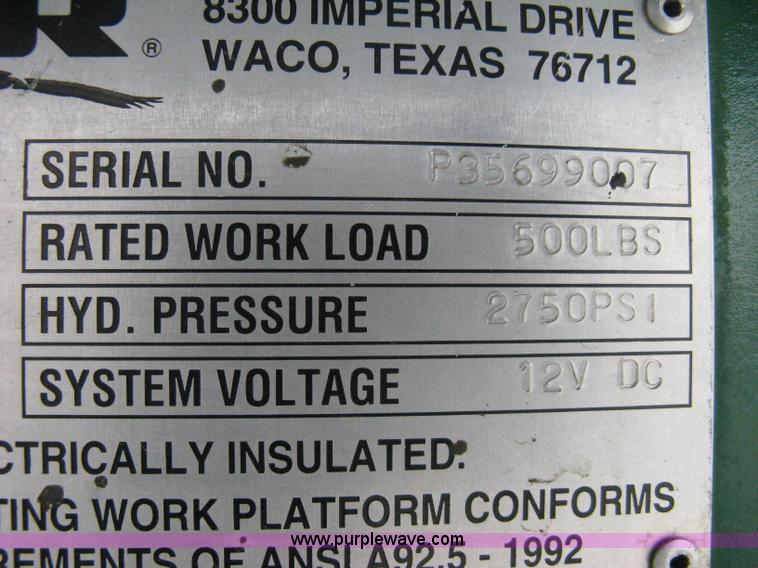 8300 IMPERIAL DRIVE
R ® WACO, TEXAS 76712
SERIAL NO. P35699007
RATED WORK LOAD 500LBS
HYD. PRESSURE 2750PSI
SYSTEM VOLTAGE 12V DC
CTRICALLY INSULATED.
TING WORK PLATFORM CONFORMS
REMENTS OF ANSI A92.5 - 1992
www.purplewave.com